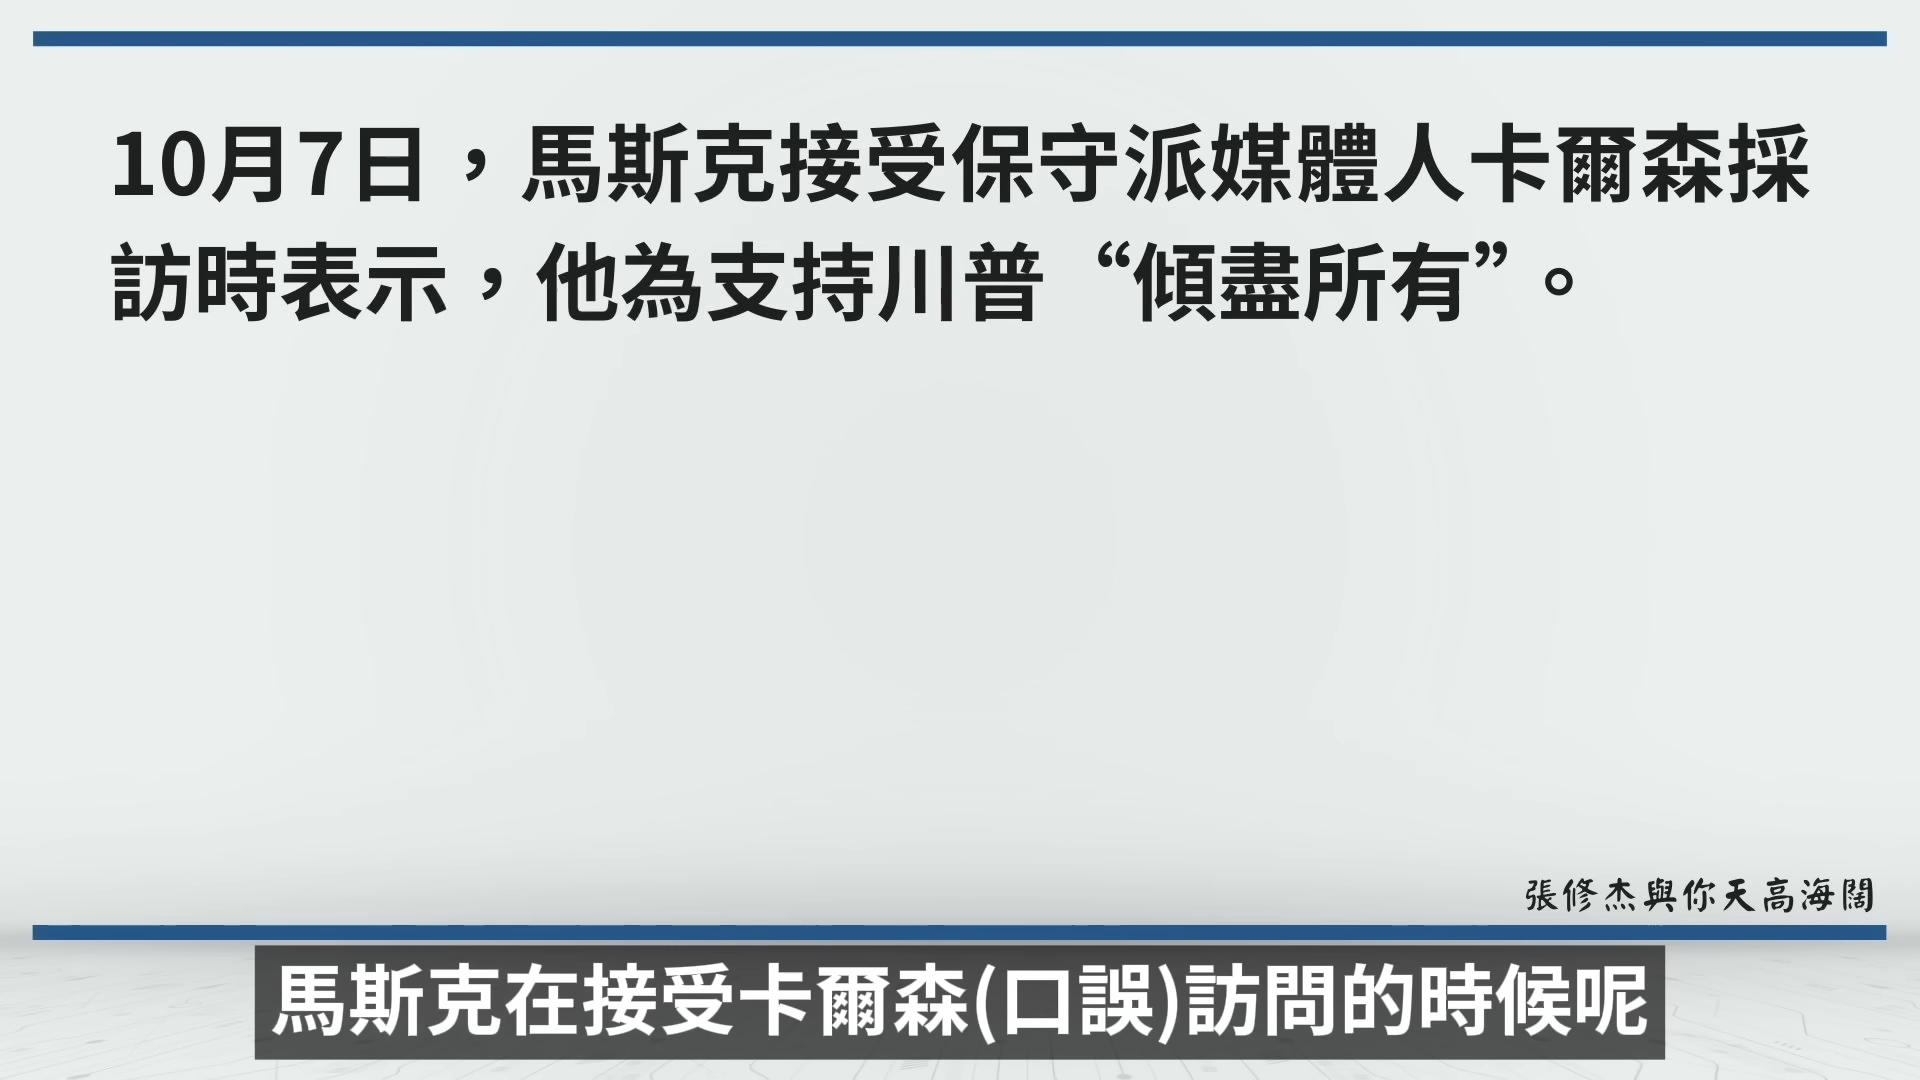 10月7日，馬斯克接受保守派媒體人卡爾森採
訪時表示，他為支持川普“傾盡所有”。
張修杰與你天高海闊
馬斯克在接受卡爾森(口誤)訪問的時候呢